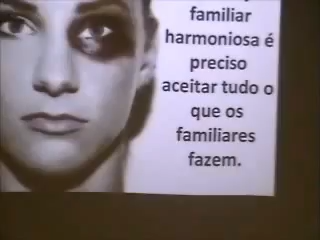 familiar
harmoniosa é
preciso
aceitar tudo o
que os
familiares
fazem.